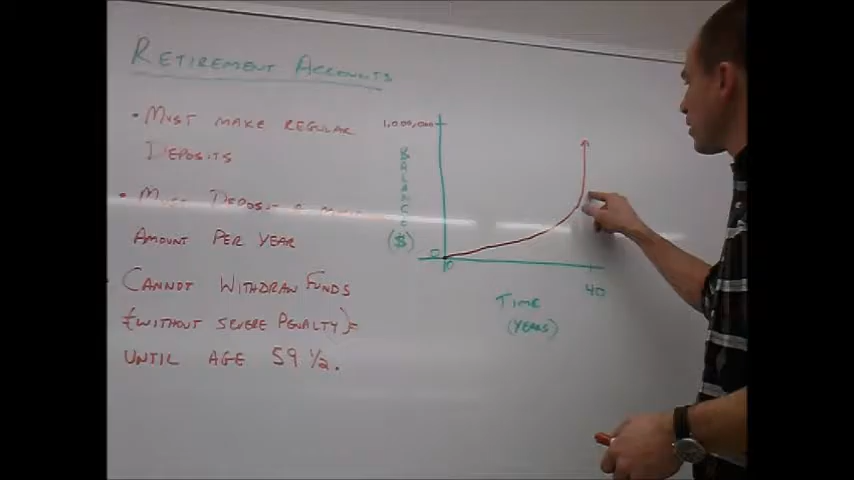 RETIREMENT ACCOUNTS
• MUST MAKE REGULAR
DEPOSITS
• DEPOSIT
AMOUNT PER YEAR
CANNOT WITHDRAW FUNDS
(WITHOUT SEVERE PENALTY)
UNTIL AGE 59 1/2.
1,000,000
BALANCE
($)
0
0
40
TIME
(YEARS)